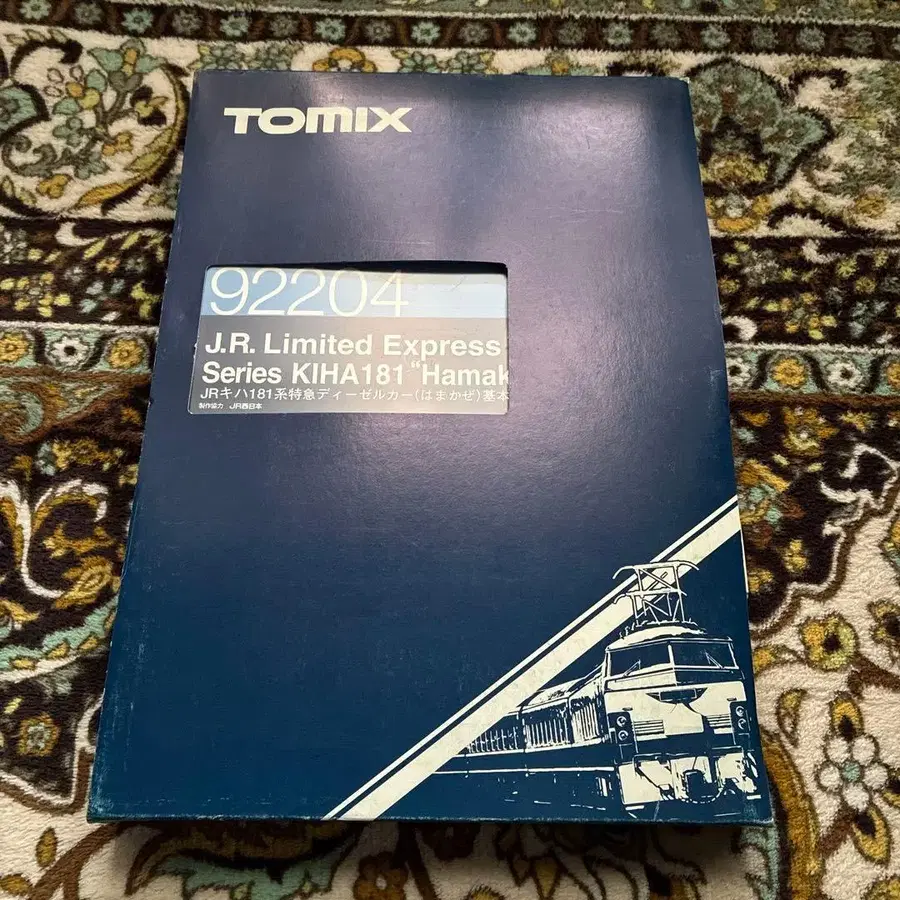 TOMIX
92204
J.R. Limited Express
Series KIHA181 "Hamak
JRキハ181系特急ディーゼルカー(はまかぜ)基本
製作協力 JR西日本